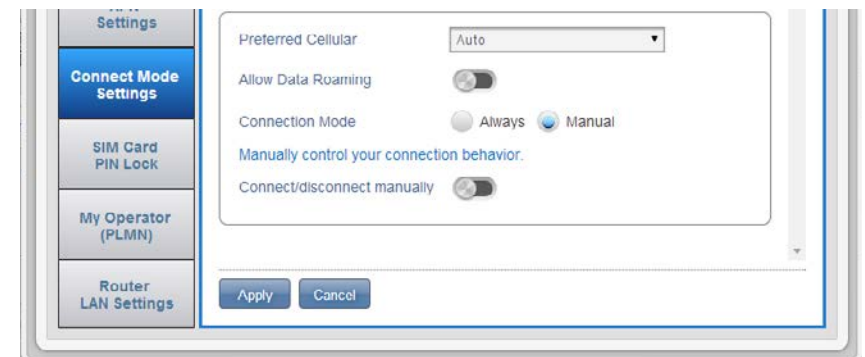 Settings
Connect Mode
Settings
SIM Card
PIN Lock
My Operator
(PLMN)
Router
LAN Settings
Preferred Cellular Auto
Allow Data Roaming
Connection Mode Always Manual
Manually control your connection behavior.
Connect/disconnect manually
Apply Cancel